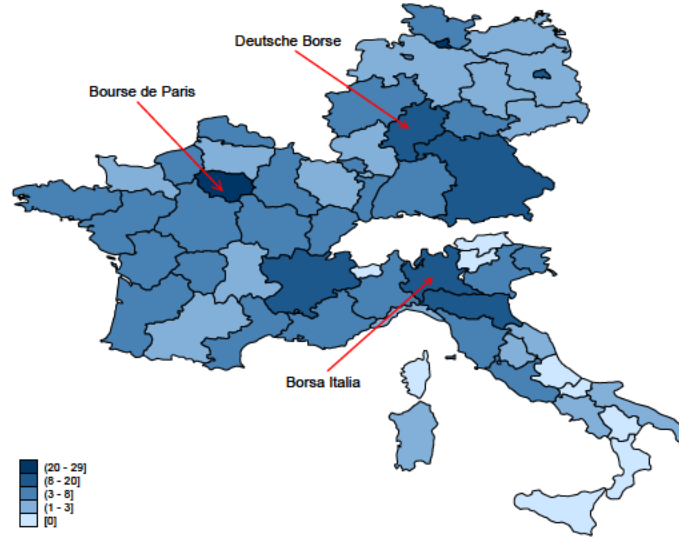 Deutsche Borse
Bourse de Paris
Borsa Italia
(20 - 29]
(8 - 20]
(3 - 8]
(1 - 3]
[0]